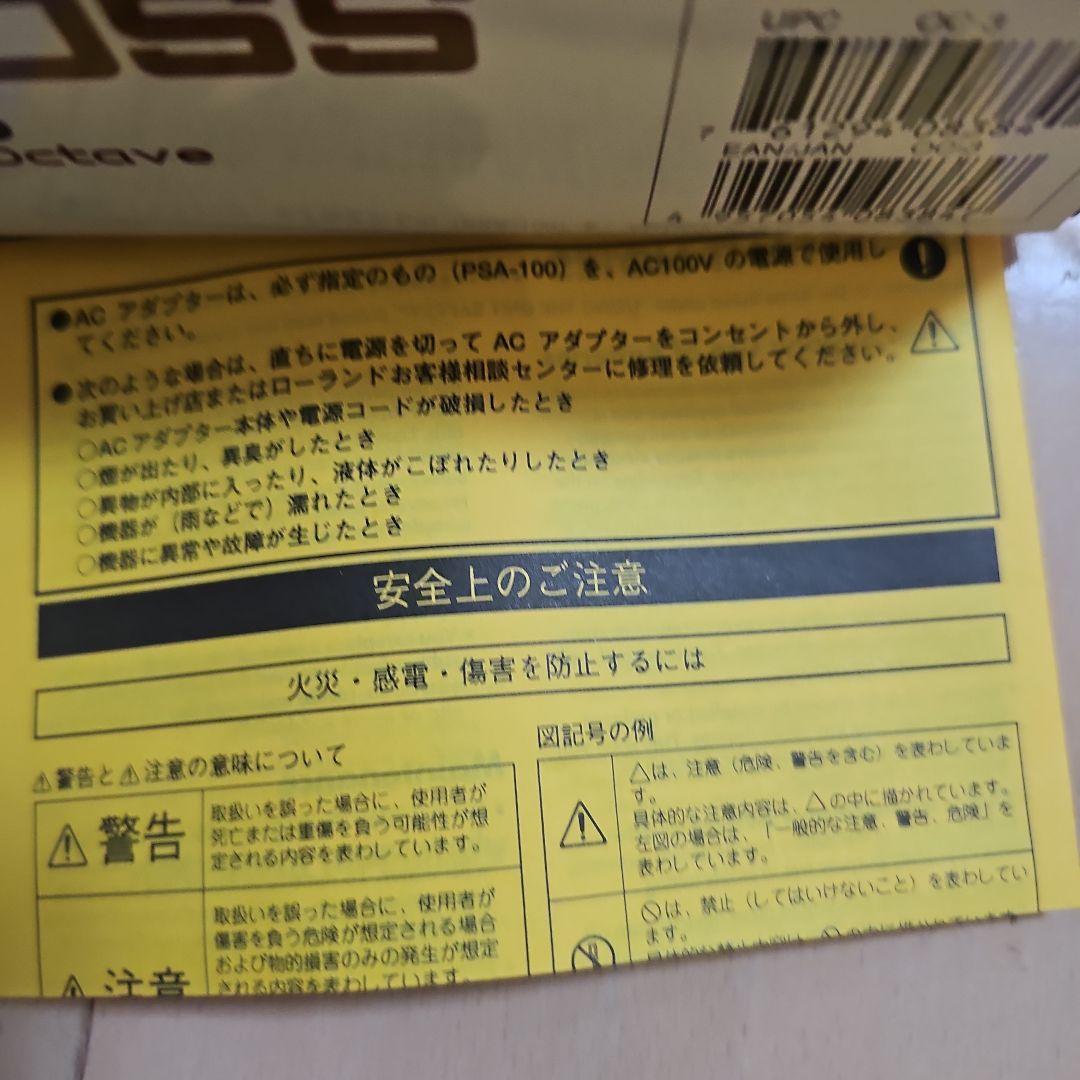 OSS
UPC OC-3
octave
EAN/JAN OC-3
●AC アダプターは、必ず指定のもの（PSA-100）を、AC100V の電源で使用し
てください。
●次のような場合は、直ちに電源を切って AC アダプターをコンセントから外し、
お買い上げ店またはローランドお客様相談センターに修理を依頼してください。
○ACアダプター本体や電源コードが破損したとき
○煙が出たり、異臭がしたとき
○異物が内部に入ったり、液体がこぼれたりしたとき
○機器が（雨などで）濡れたとき
○機器に異常や故障が生じたとき
安全上のご注意
火災・感電・傷害を防止するには
⚠警告と⚠注意の意味について
⚠警告
取扱いを誤った場合に、使用者が
死亡または重傷を負う可能性が想
定される内容を表わしています。
⚠注意
取扱いを誤った場合に、使用者が
傷害を負う危険が想定される場合
および物的損害のみの発生が想定
される内容を表わしています。
図記号の例
△は、注意（危険、警告を含む）を表わしていま
す。
具体的な注意内容は、△の中に描かれています。
左図の場合は、「一般的な注意、警告、危険」を
表わしています。
🚫は、禁止（してはいけないこと）を表わしてい
ます。